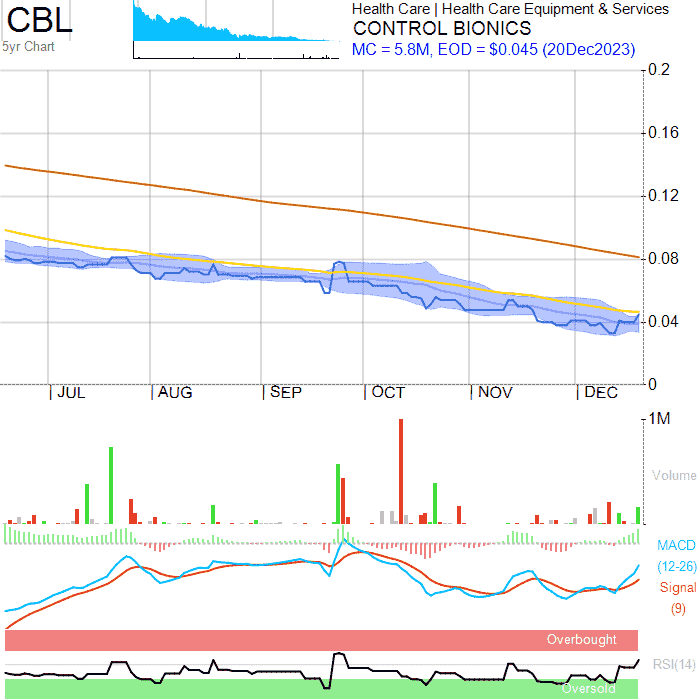 CBL
5yr Chart
Health Care | Health Care Equipment & Services
CONTROL BIONICS
MC = 5.8M, EOD = $0.045 (20Dec2023)
0.2
0.16
0.12
0.08
0.04
0
JUL AUG SEP OCT NOV DEC
1M
Volume
MACD
(12-26)
Signal
(9)
Overbought
RSI(14)
Oversold